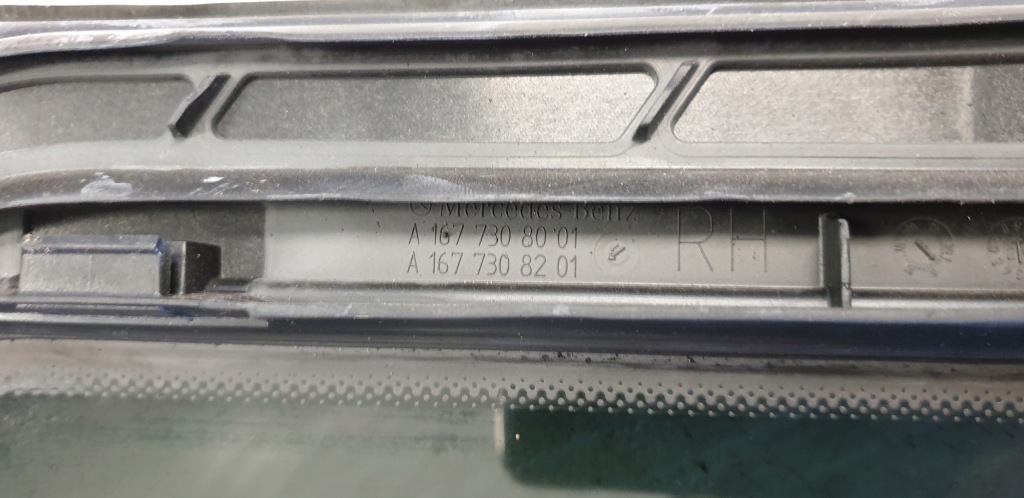 Mercedes Benz
A 167 730 80 01
A 167 730 82 01
RH